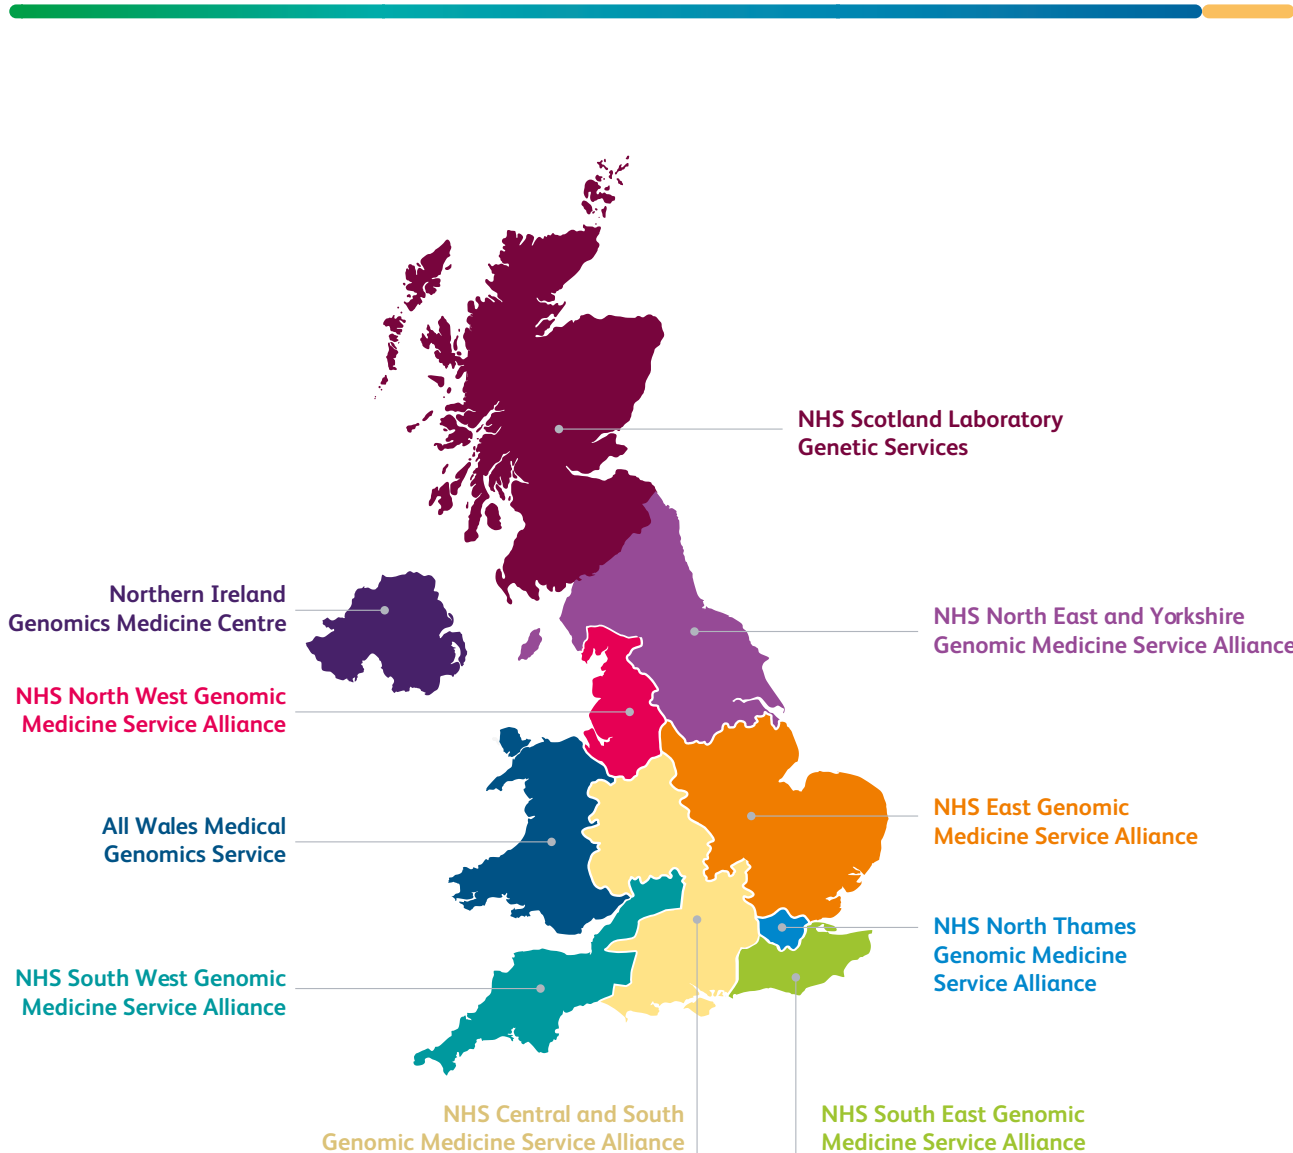 NHS Scotland Laboratory
Genetic Services
Northern Ireland
Genomics Medicine Centre
NHS North East and Yorkshire
Genomic Medicine Service Alliance
NHS North West Genomic
Medicine Service Alliance
All Wales Medical
Genomics Service
NHS East Genomic
Medicine Service Alliance
NHS North Thames
Genomic Medicine
Service Alliance
NHS South West Genomic
Medicine Service Alliance
NHS Central and South
Genomic Medicine Service Alliance
NHS South East Genomic
Medicine Service Alliance